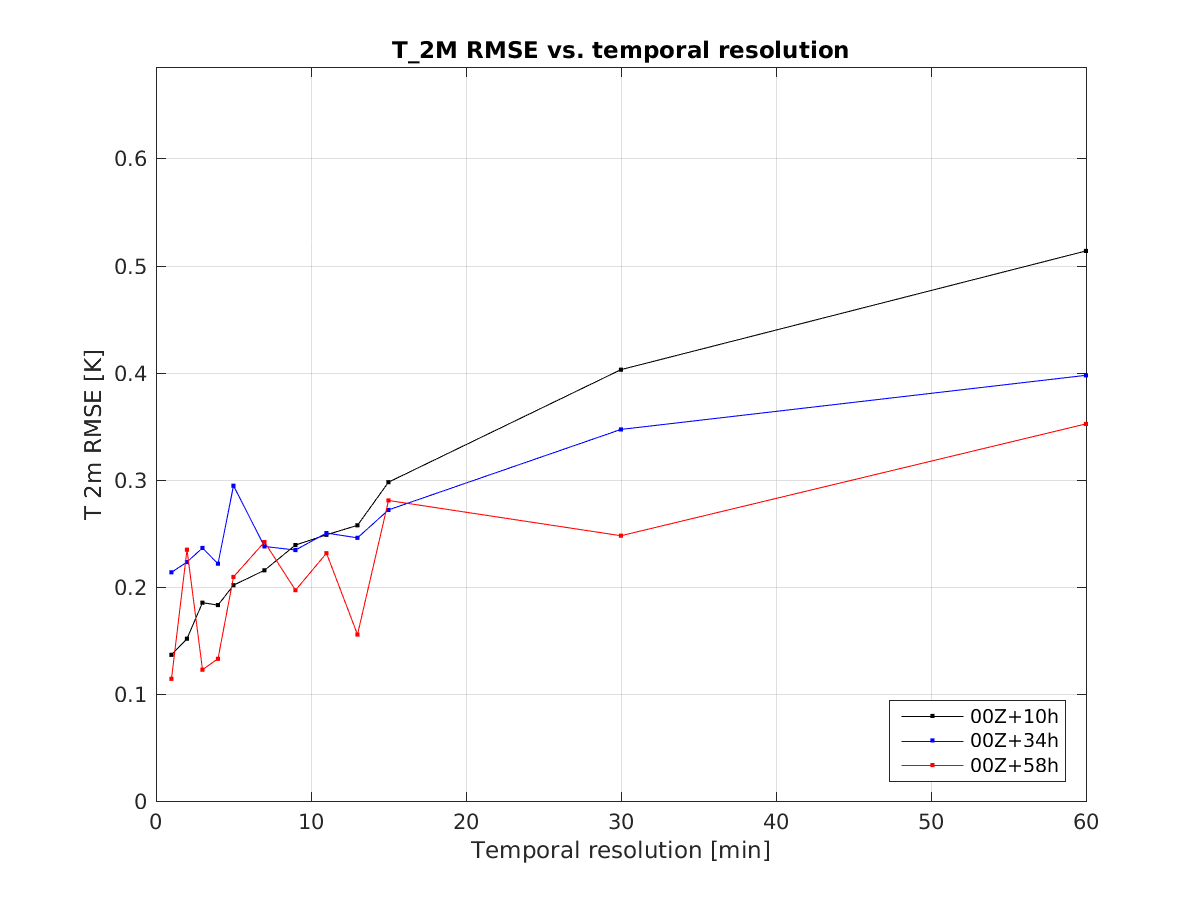 T_2M RMSE vs. temporal resolution
T 2m RMSE [K]
0.6
0.5
0.4
0.3
0.2
0.1
0
0 10 20 30 40 50 60
Temporal resolution [min]
00Z+10h
00Z+34h
00Z+58h